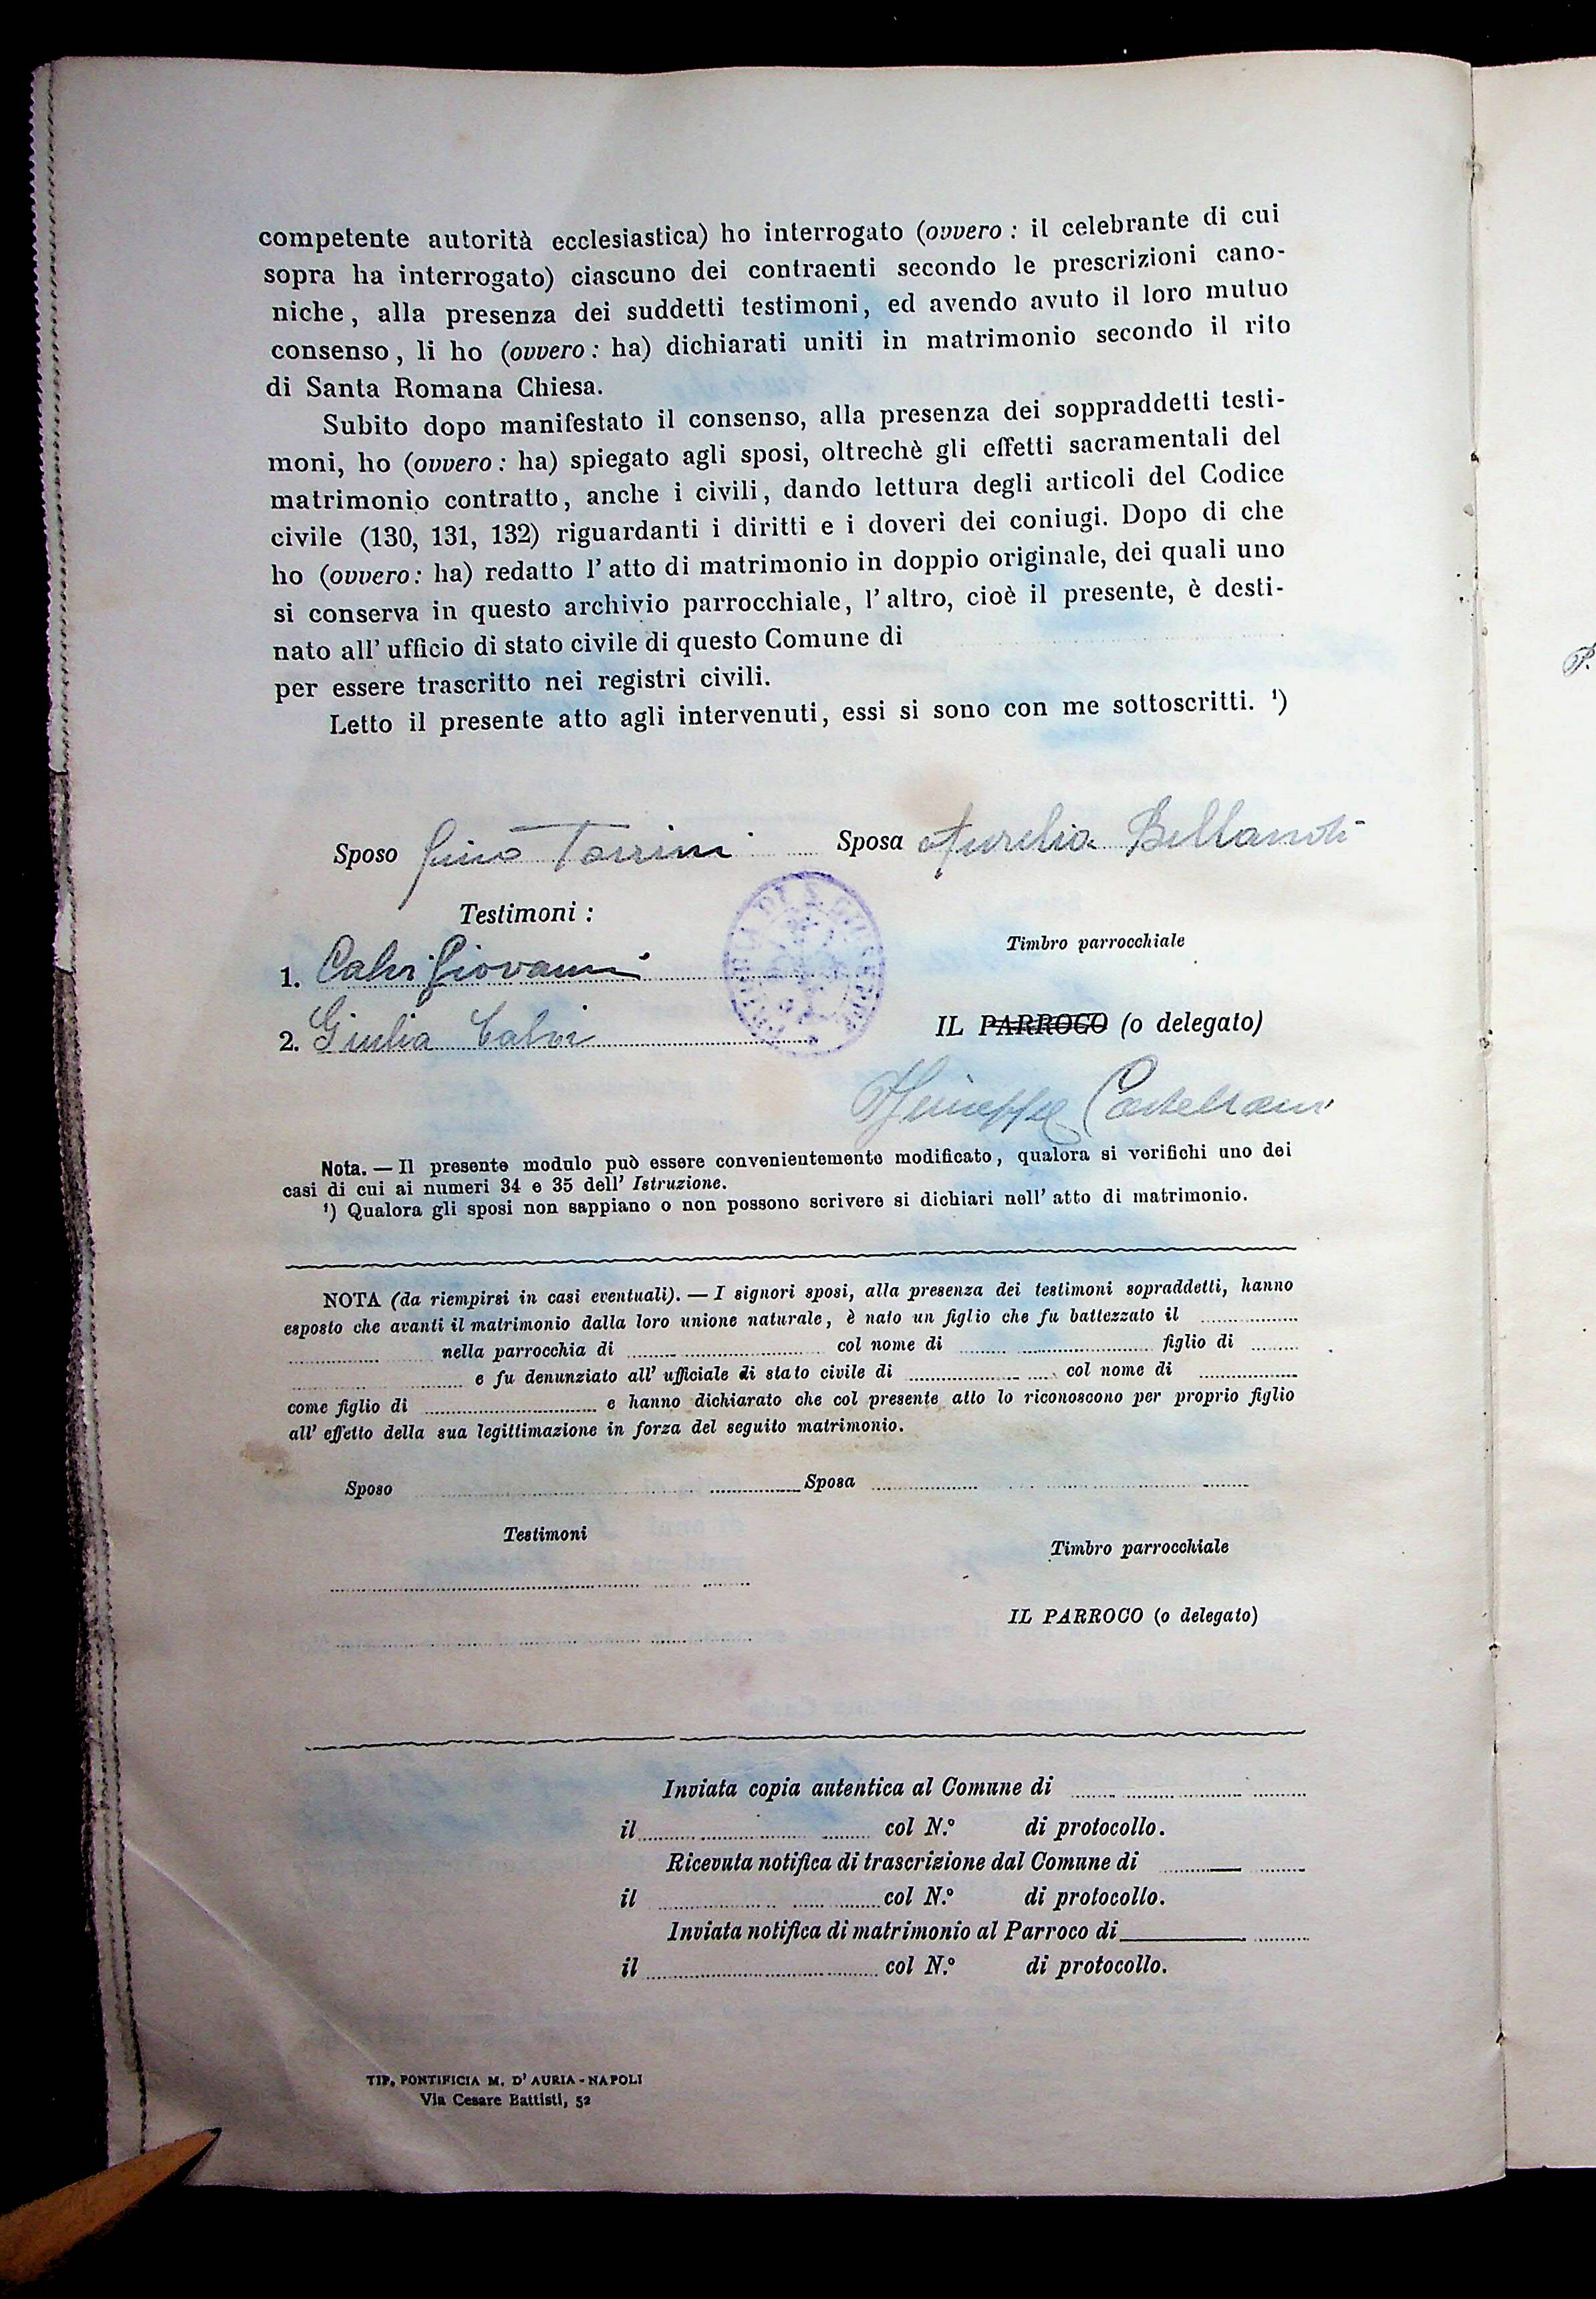 competente autorità ecclesiastica) ho interrogato (ovvero : il celebrante di cui
sopra ha interrogato) ciascuno dei contraenti secondo le prescrizioni cano-
niche, alla presenza dei suddetti testimoni, ed avendo avuto il loro mutuo
consenso, li ho (ovvero : ha) dichiarati uniti in matrimonio secondo il rito
di Santa Romana Chiesa.
Subito dopo manifestato il consenso, alla presenza dei soppraddetti testi-
moni, ho (ovvero : ha) spiegato agli sposi, oltrechè gli effetti sacramentali del
matrimonio contratto, anche i civili, dando lettura degli articoli del Codice
civile (130, 131, 132) riguardanti i diritti e i doveri dei coniugi. Dopo di che
ho (ovvero : ha) redatto l' atto di matrimonio in doppio originale, dei quali uno
si conserva in questo archivio parrocchiale, l' altro, cioè il presente, è desti-
nato all' ufficio di stato civile di questo Comune di
per essere trascritto nei registri civili.
Letto il presente atto agli intervenuti, essi si sono con me sottoscritti. ¹)
Sposo Gino Torrini Sposa Aurelia
Testimoni :
Timbro parrocchiale
1. Calvi Giovanni
2. Giulia Calvi
IL PARROCO (o delegato)
Giuseppe
Nota. — Il presente modulo può essere convenientemente modificato, qualora si verifichi uno dei
casi di cui ai numeri 34 e 35 dell' Istruzione.
¹) Qualora gli sposi non sappiano o non possono scrivere si dichiari nell' atto di matrimonio.
NOTA (da riempirsi in casi eventuali). — I signori sposi, alla presenza dei testimoni sopraddetti, hanno
esposto che avanti il matrimonio dalla loro unione naturale, è nato un figlio che fu battezzato il
nella parrocchia di col nome di figlio di
e fu denunziato all' ufficiale di stato civile di col nome di
come figlio di e hanno dichiarato che col presente atto lo riconoscono per proprio figlio
all' effetto della sua legittimazione in forza del seguito matrimonio.
Sposo Sposa
Testimoni
Timbro parrocchiale
IL PARROCO (o delegato)
Inviata copia autentica al Comune di
il col N.º di protocollo.
Ricevuta notifica di trascrizione dal Comune di
il col N.º di protocollo.
Inviata notifica di matrimonio al Parroco di
il col N.º di protocollo.
TIP. PONTIFICIA M. D' AURIA - NAPOLI
Via Cesare Battisti, 52